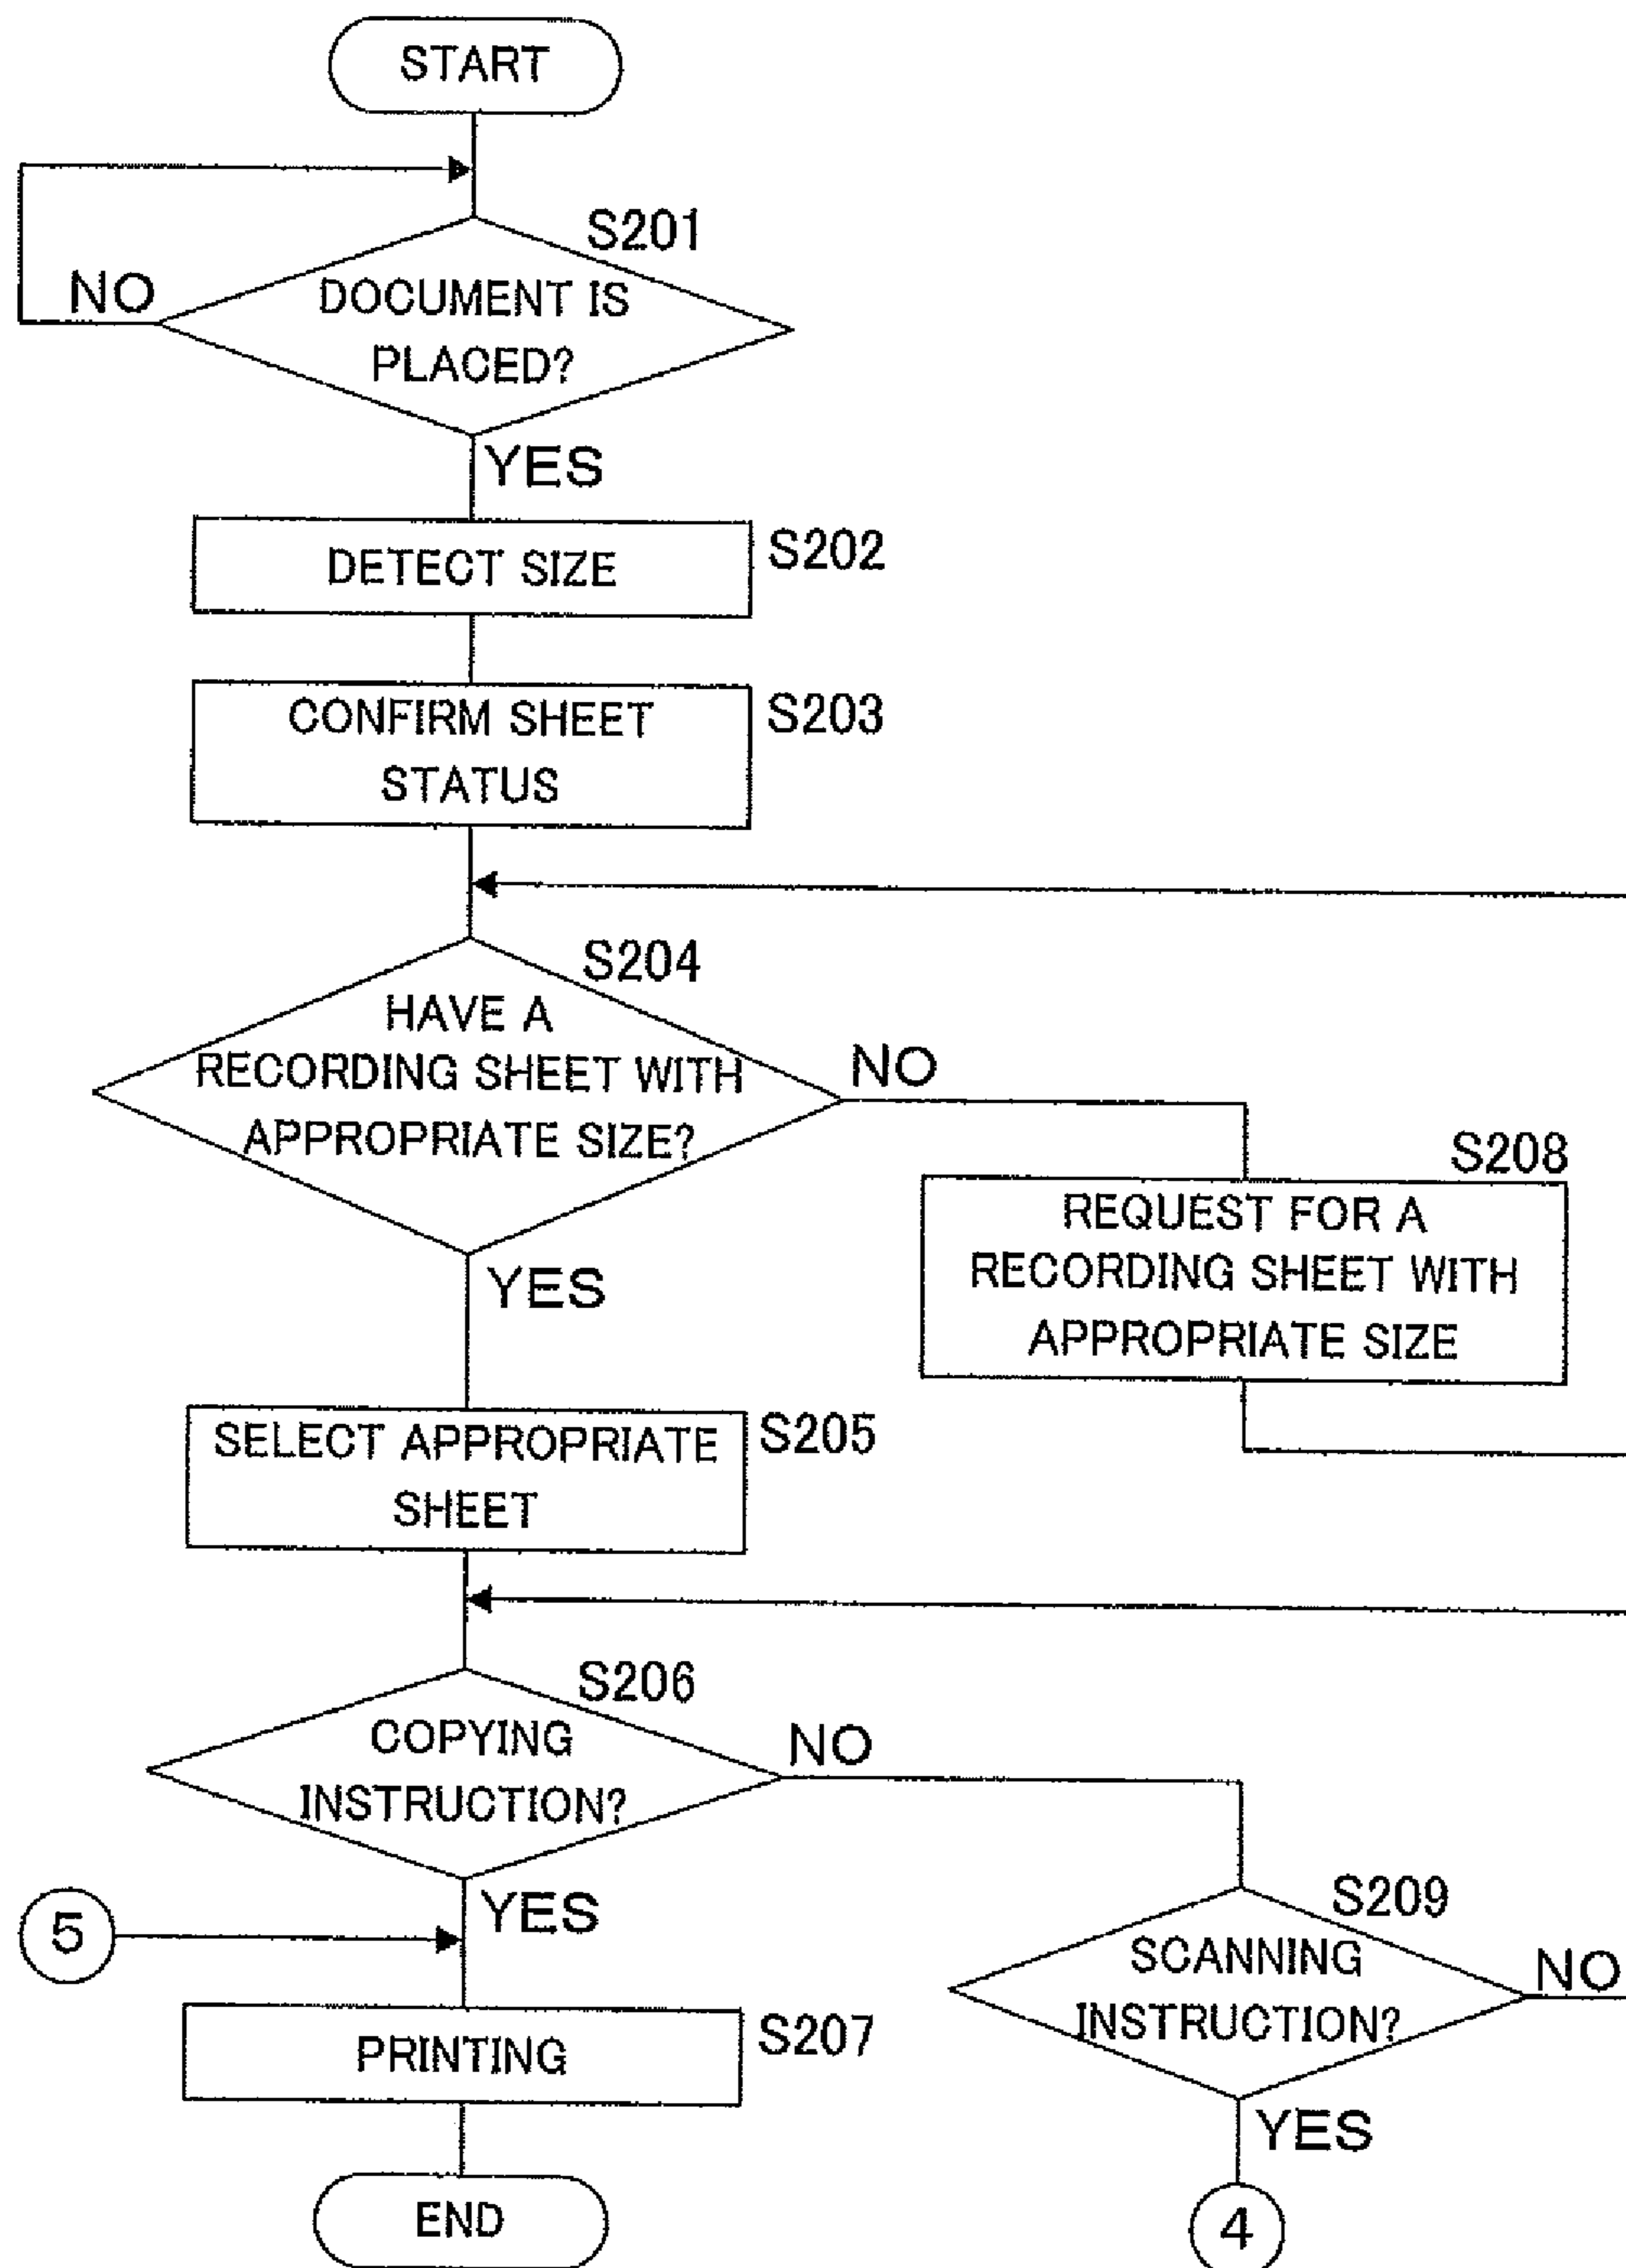 START
S201
NO
DOCUMENT IS
PLACED?
YES
DETECT SIZE
S202
CONFIRM SHEET
STATUS
S203
S204
HAVE A
RECORDING SHEET WITH
APPROPRIATE SIZE?
NO
YES
S208
REQUEST FOR A
RECORDING SHEET WITH
APPROPRIATE SIZE
SELECT APPROPRIATE
SHEET
S205
S206
COPYING
INSTRUCTION?
NO
YES
5
S209
SCANNING
INSTRUCTION?
NO
YES
PRINTING
S207
END
4